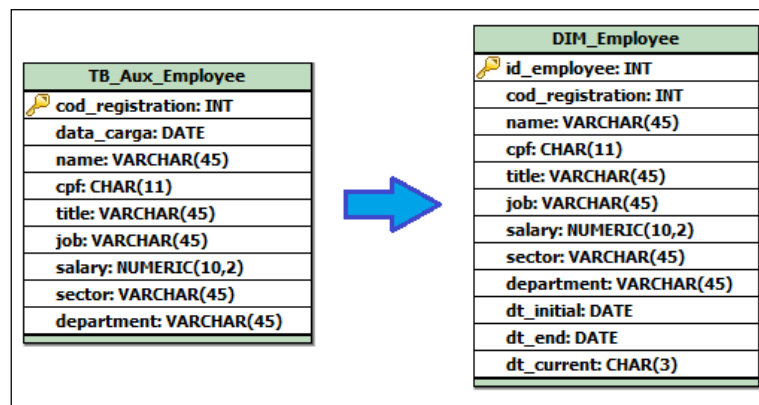 TB_Aux_Employee
cod_registration: INT
data_carga: DATE
name: VARCHAR(45)
cpf: CHAR(11)
title: VARCHAR(45)
job: VARCHAR(45)
salary: NUMERIC(10,2)
sector: VARCHAR(45)
department: VARCHAR(45)
DIM_Employee
id_employee: INT
cod_registration: INT
name: VARCHAR(45)
cpf: CHAR(11)
title: VARCHAR(45)
job: VARCHAR(45)
salary: NUMERIC(10,2)
sector: VARCHAR(45)
department: VARCHAR(45)
dt_initial: DATE
dt_end: DATE
dt_current: CHAR(3)